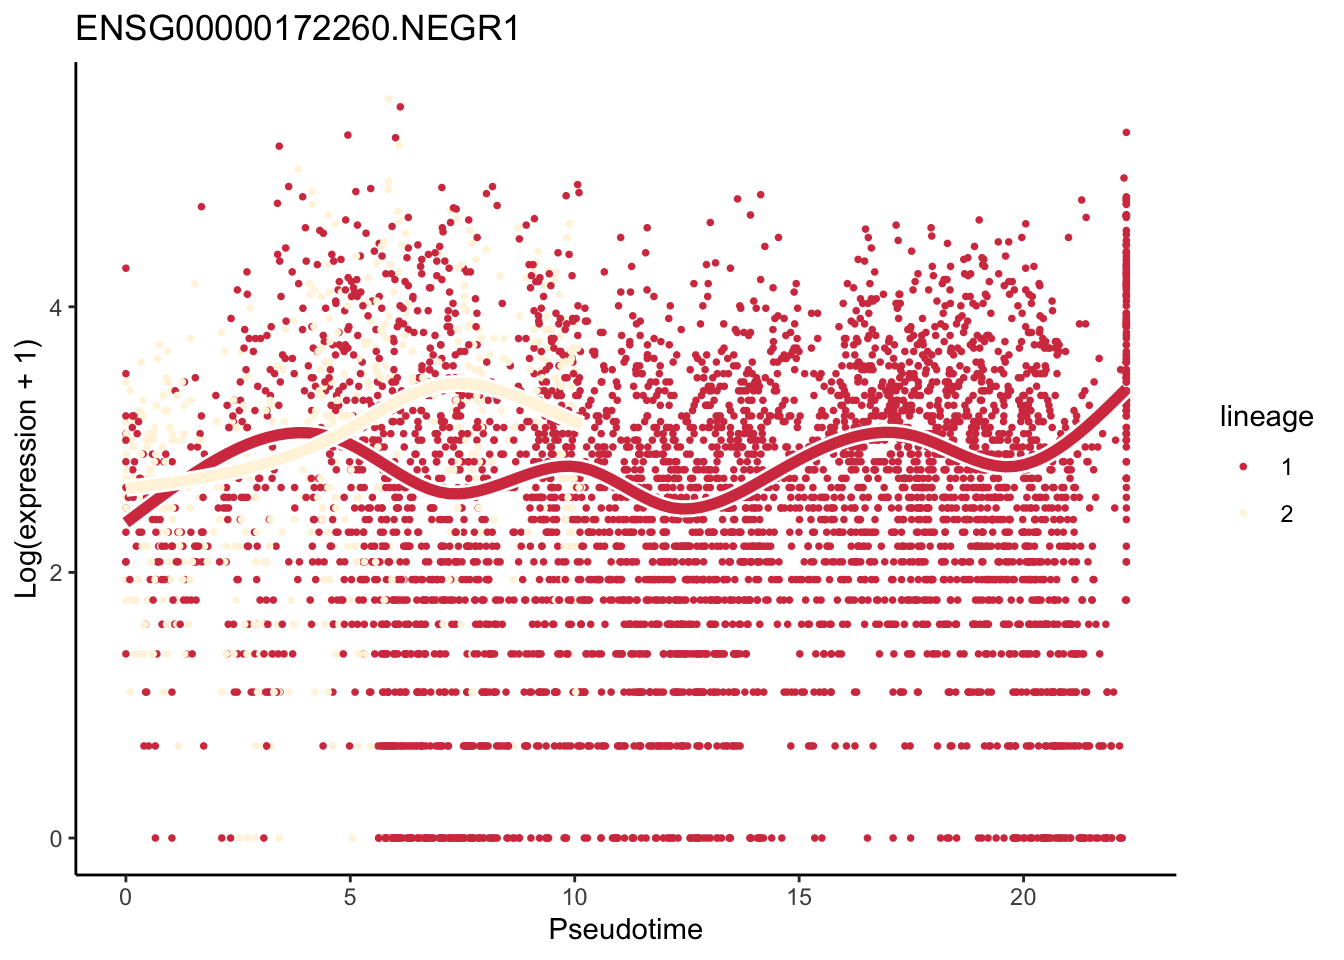 ENSG00000172260.NEGR1
Log(expression + 1)
4
2
0
0 5 10 15 20
Pseudotime
lineage
1
2